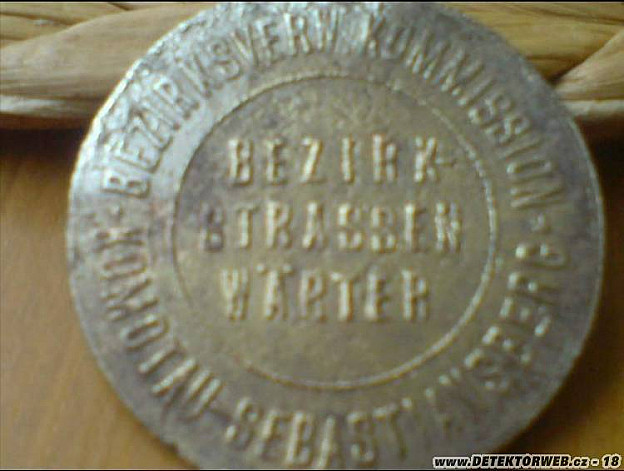 BEZIRKSVERW. KOMMISSION
BEZIRK-
STRASSEN
WÄRTER
KOMOTAU-SEBASTIANSBERG
www.DETEKTORWEB.cz - 18